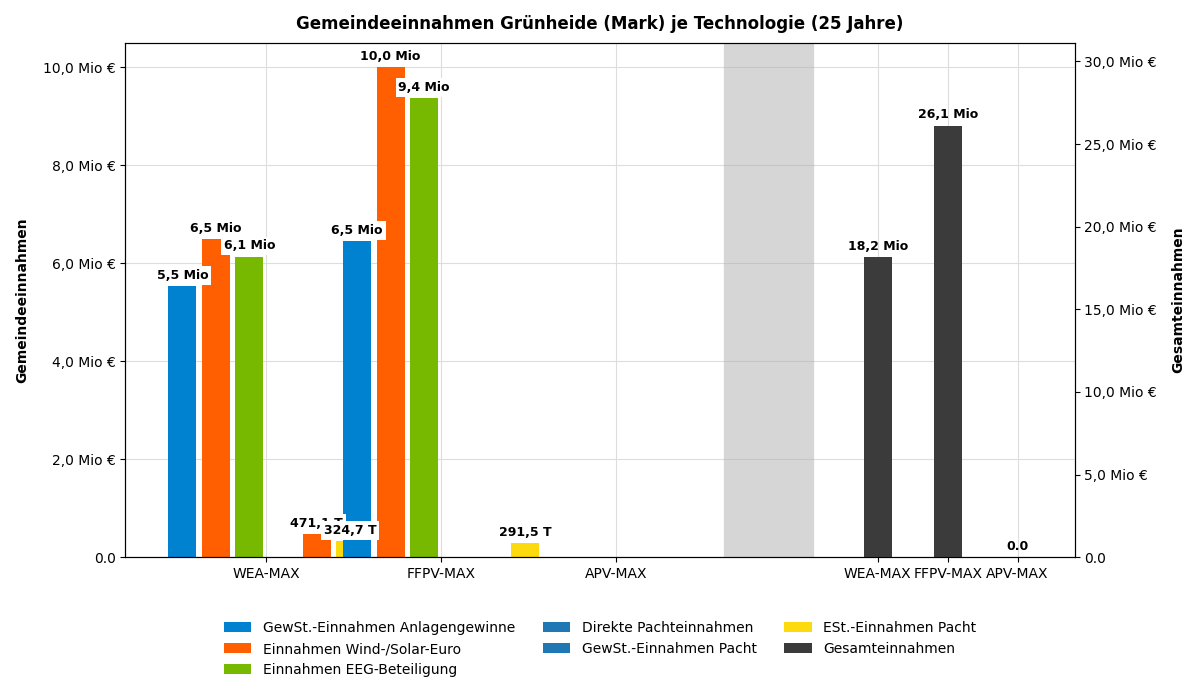 Gemeindeeinnahmen Grünheide (Mark) je Technologie (25 Jahre)
Gemeindeeinnahmen
10,0 Mio €
8,0 Mio €
6,0 Mio €
4,0 Mio €
2,0 Mio €
0.0
5,5 Mio
6,5 Mio
6,1 Mio
471,1 T
324,7 T
6,5 Mio
10,0 Mio
9,4 Mio
291,5 T
18,2 Mio
26,1 Mio
0.0
30,0 Mio €
25,0 Mio €
20,0 Mio €
15,0 Mio €
10,0 Mio €
5,0 Mio €
0.0
Gesamteinnahmen
WEA-MAX FFPV-MAX APV-MAX WEA-MAX FFPV-MAX APV-MAX
GewSt.-Einnahmen Anlagengewinne
Einnahmen Wind-/Solar-Euro
Einnahmen EEG-Beteiligung
Direkte Pachteinnahmen
GewSt.-Einnahmen Pacht
ESt.-Einnahmen Pacht
Gesamteinnahmen